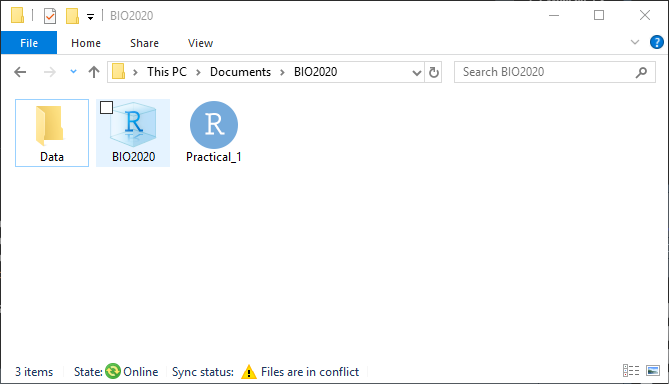 BIO2020
File Home Share View
This PC Documents BIO2020 Search BIO2020
R R
Data BIO2020 Practical_1
3 items State: Online Sync status: Files are in conflict